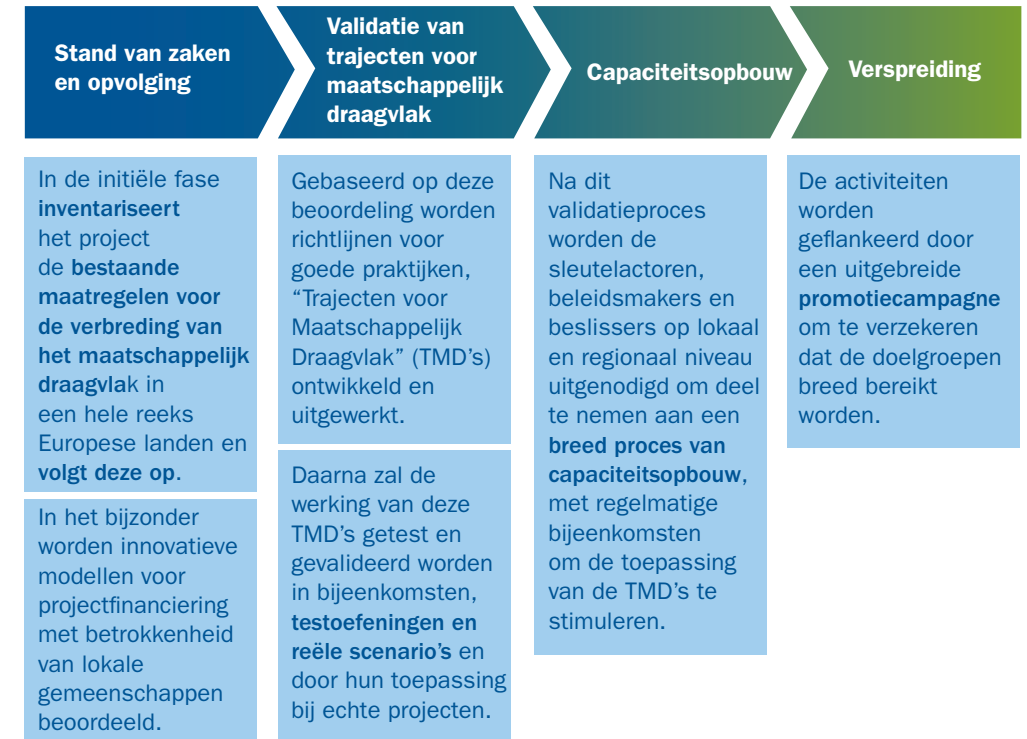 Stand van zaken
en opvolging
Validatie van
trajecten voor
maatschappelijk
draagvlak
Capaciteitsopbouw
Verspreiding
In de initiële fase
inventariseert
het project
de bestaande
maatregelen voor
de verbreding van
het maatschappelijk
draagvlak in
een hele reeks
Europese landen en
volgt deze op.
In het bijzonder
worden innovatieve
modellen voor
projectfinanciering
met betrokkenheid
van lokale
gemeenschappen
beoordeeld.
Gebaseerd op deze
beoordeling worden
richtlijnen voor
goede praktijken,
“Trajecten voor
Maatschappelijk
Draagvlak” (TMD’s)
ontwikkeld en
uitgewerkt.
Daarna zal de
werking van deze
TMD’s getest en
gevalideerd worden
in bijeenkomsten,
testoefeningen en
reële scenario’s en
door hun toepassing
bij echte projecten.
Na dit
validatieproces
worden de
sleutelactoren,
beleidsmakers en
beslissers op lokaal
en regionaal niveau
uitgenodigd om deel
te nemen aan een
breed proces van
capaciteitsopbouw,
met regelmatige
bijeenkomsten
om de toepassing
van de TMD’s te
stimuleren.
De activiteiten
worden
geflankeerd door
een uitgebreide
promotiecampagne
om te verzekeren
dat de doelgroepen
breed bereikt
worden.